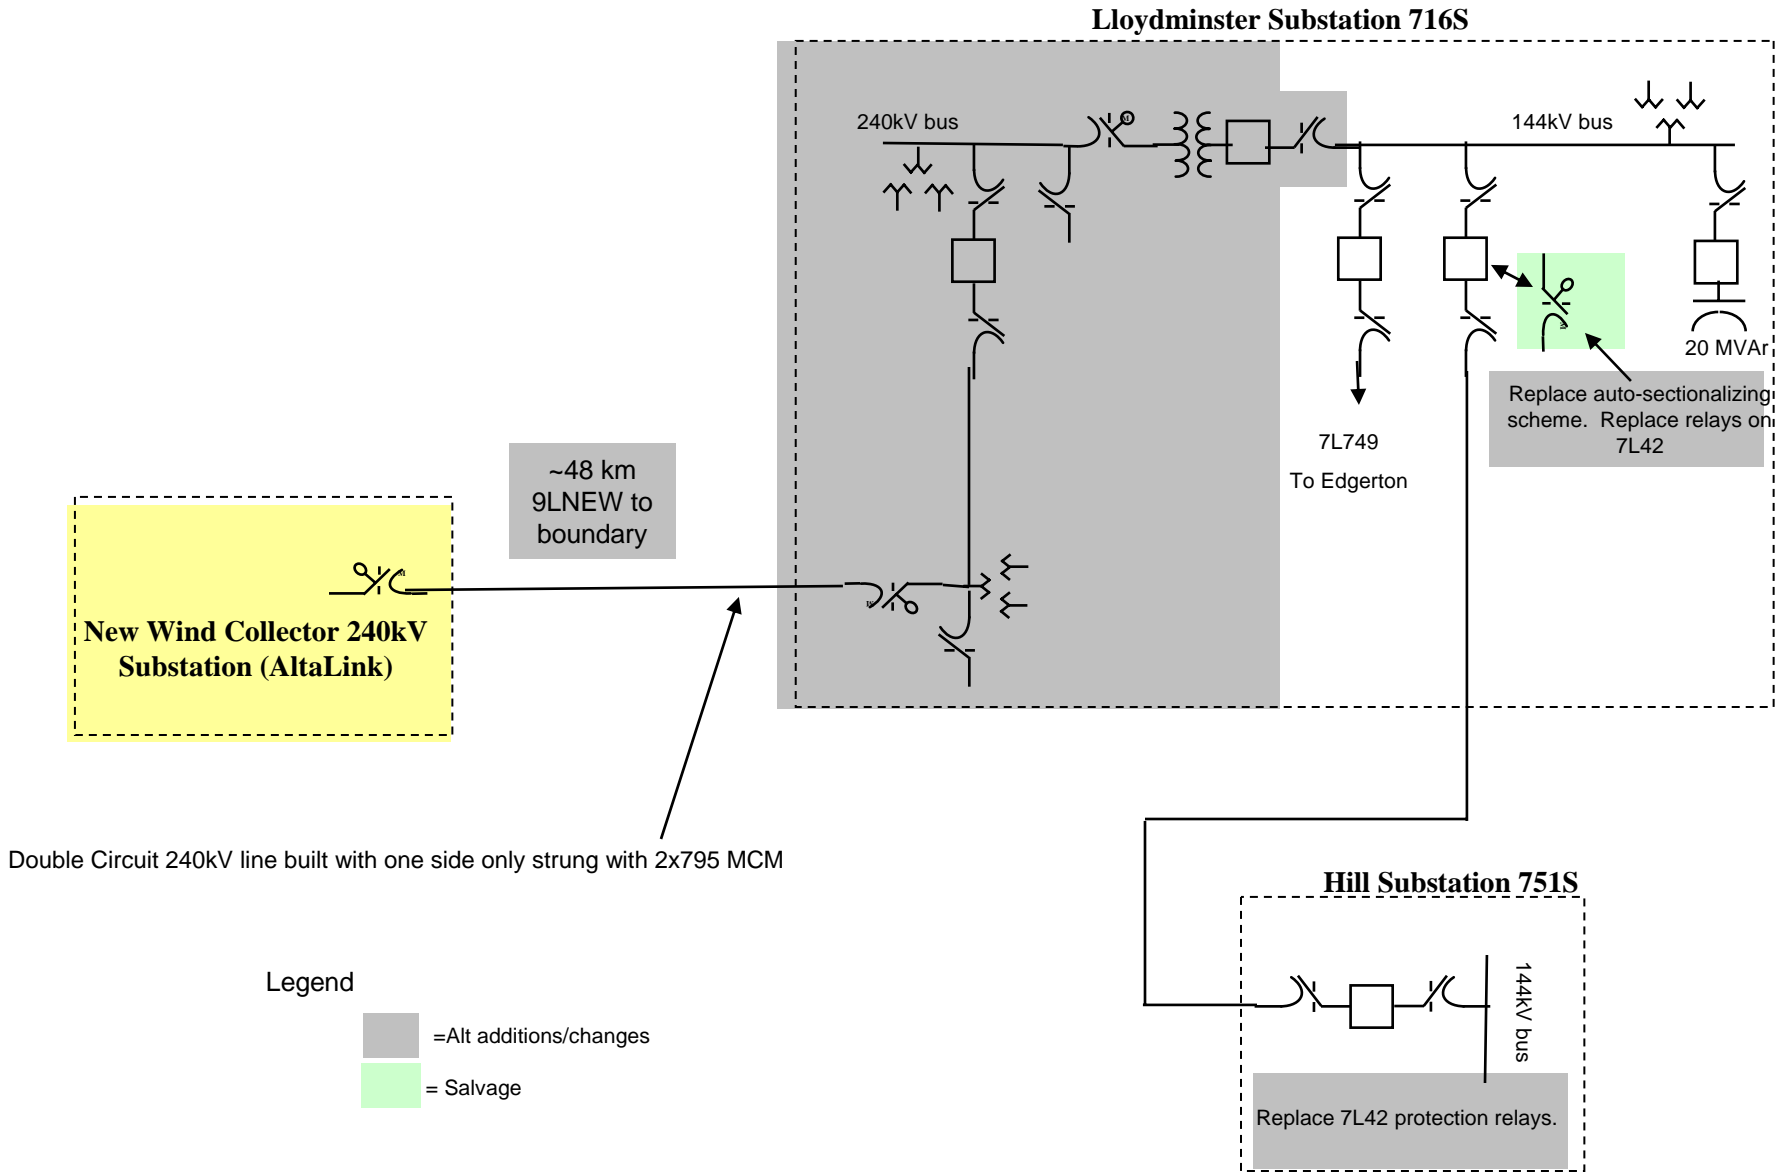 Lloydminster Substation 716S
240kV bus
144kV bus
20 MVAr
Replace auto-sectionalizing
scheme. Replace relays on
7L42
7L749
To Edgerton
~48 km
9LNEW to
boundary
New Wind Collector 240kV
Substation (AltaLink)
Double Circuit 240kV line built with one side only strung with 2x795 MCM
Hill Substation 751S
144kV bus
Replace 7L42 protection relays.
Legend
=Alt additions/changes
= Salvage